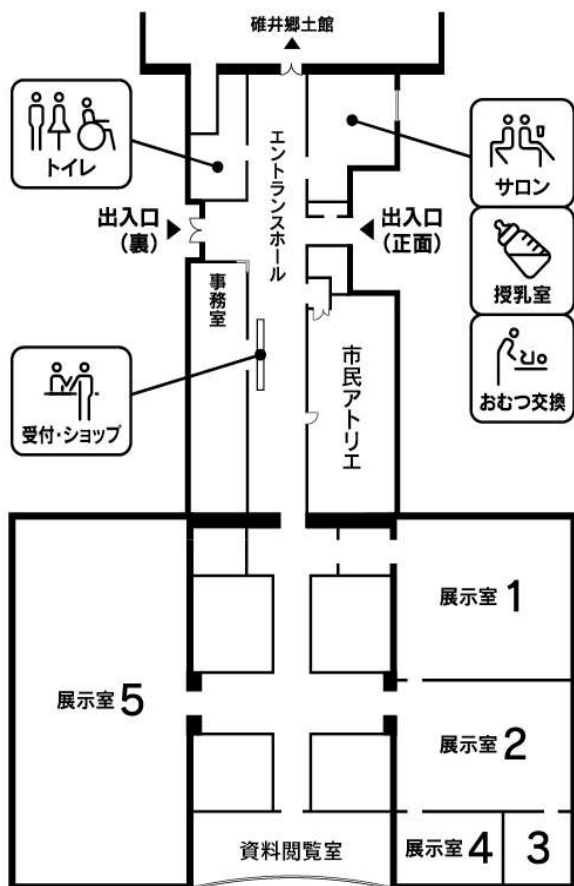 碓井郷土館
トイレ
エントランスホール
サロン
出入口
(裏)
出入口
(正面)
授乳室
事務室
おむつ交換
受付・ショップ
市民アトリエ
展示室 1
展示室 5
展示室 2
資料閲覧室
展示室 4
3